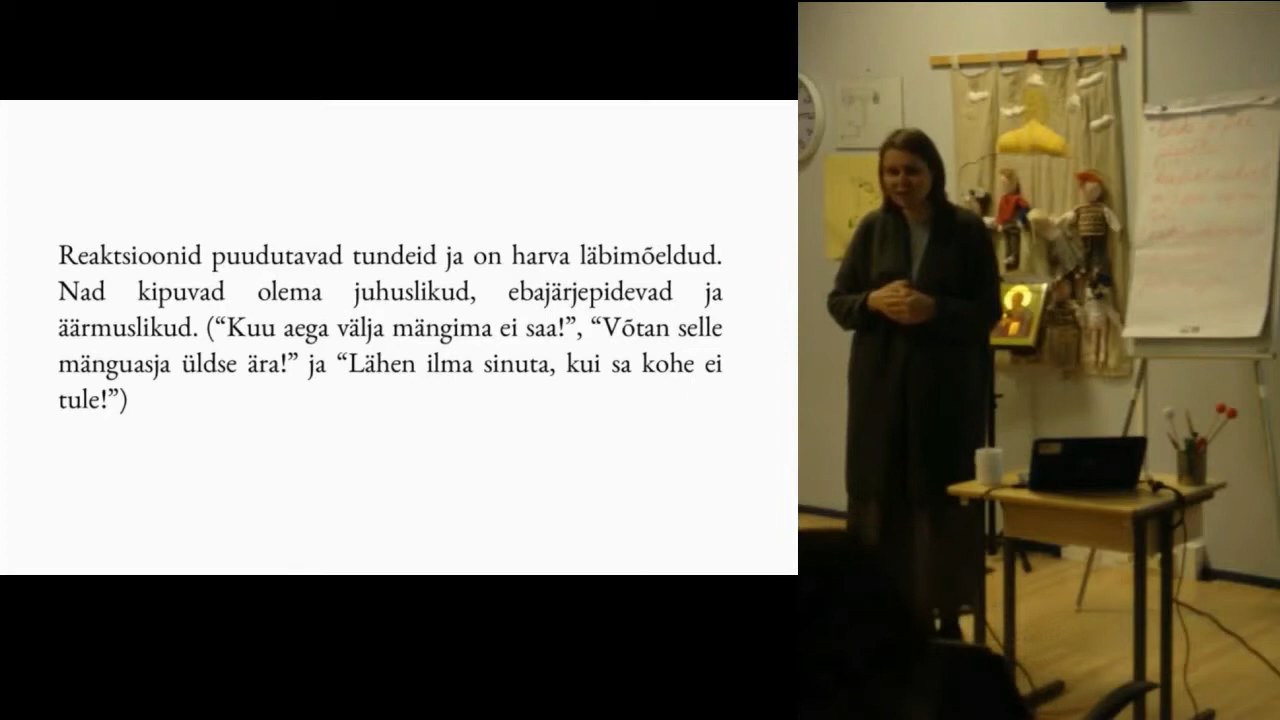 Reaktsioonid puudutavad tundeid ja on harva läbimõeldud.
Nad kipuvad olema juhuslikud, ebajärjepidevad ja
äärmuslikud. (“Kuu aega välja mängima ei saa!”, “Võtan selle
mänguasja üldse ära!” ja “Lähen ilma sinuta, kui sa kohe ei
tule!”)